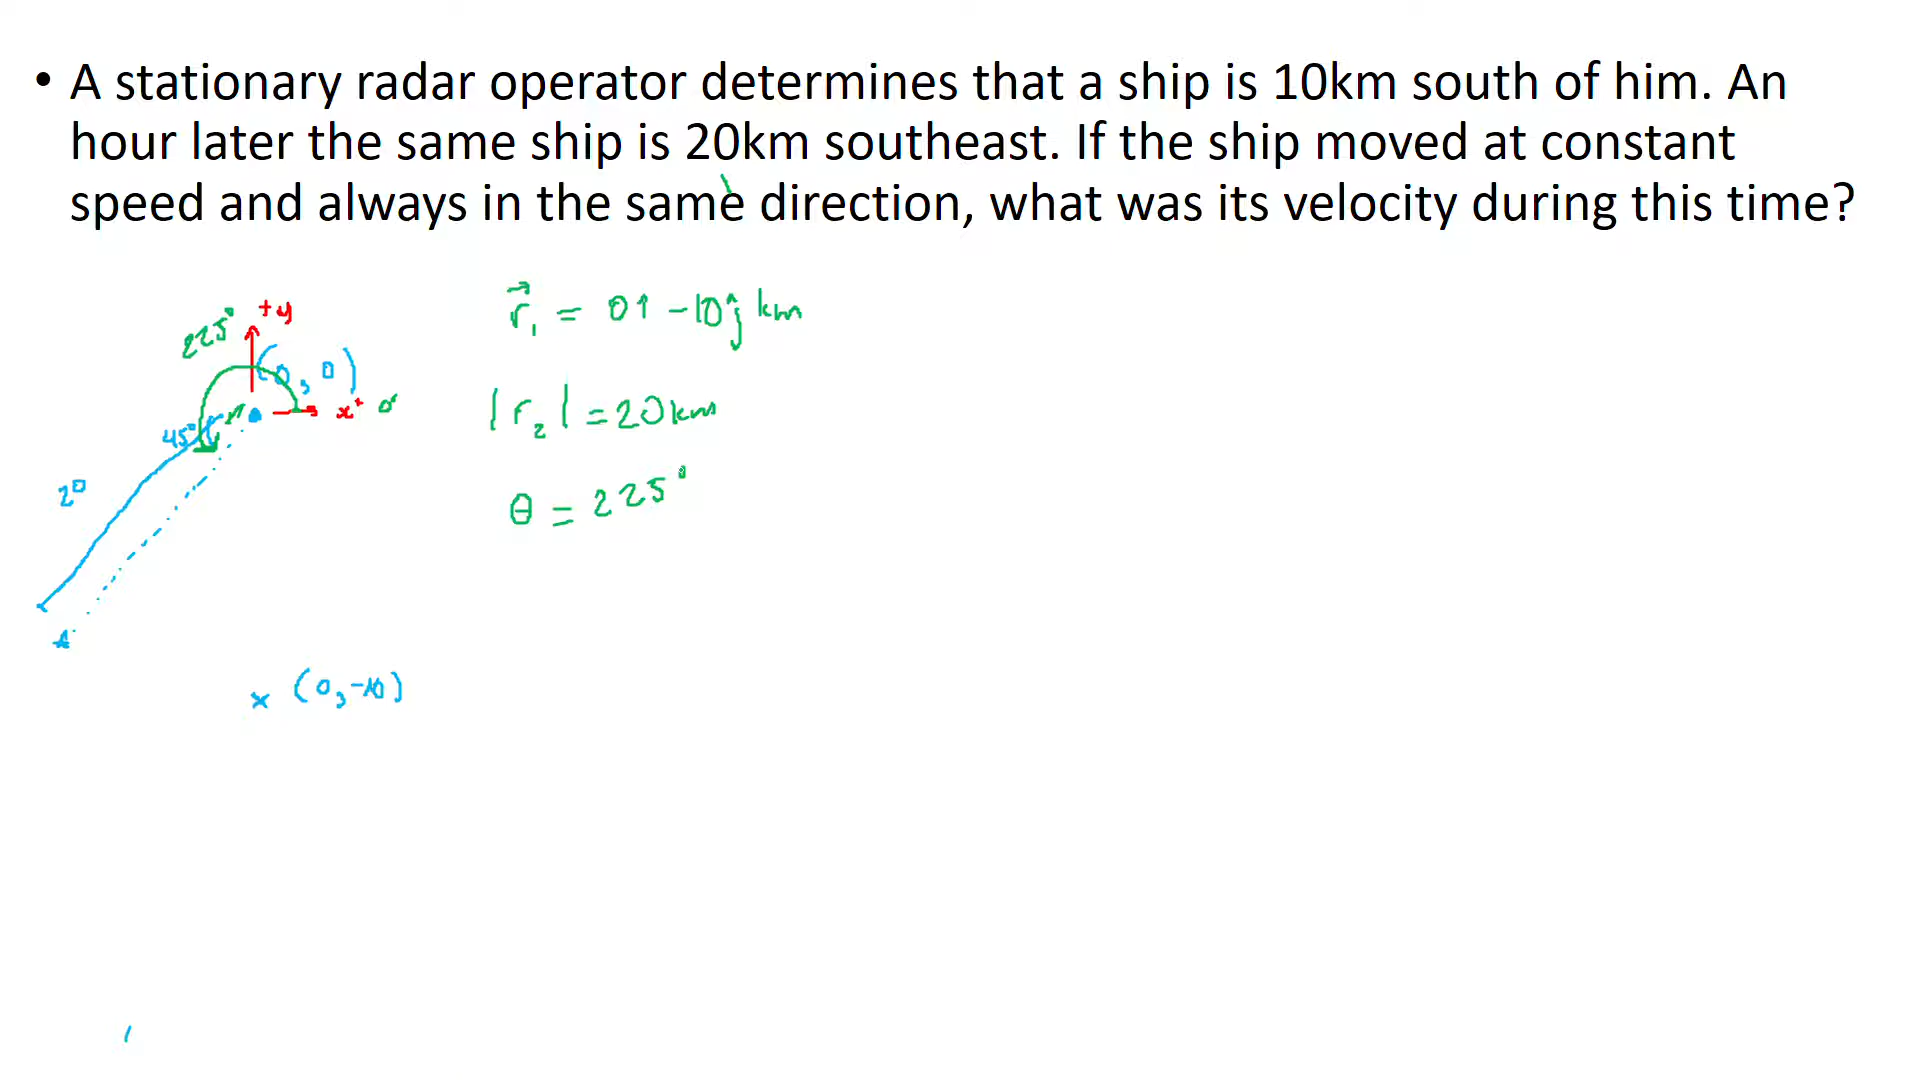 • A stationary radar operator determines that a ship is 10km south of him. An
hour later the same ship is 20km southeast. If the ship moved at constant
speed and always in the same direction, what was its velocity during this time?
+y
225°
(0, 0)
x⁺ 0°
45°
20
r⃗₁ = 0î − 10ĵ km
|r₂| = 20km
θ = 225°
x (0, -10)